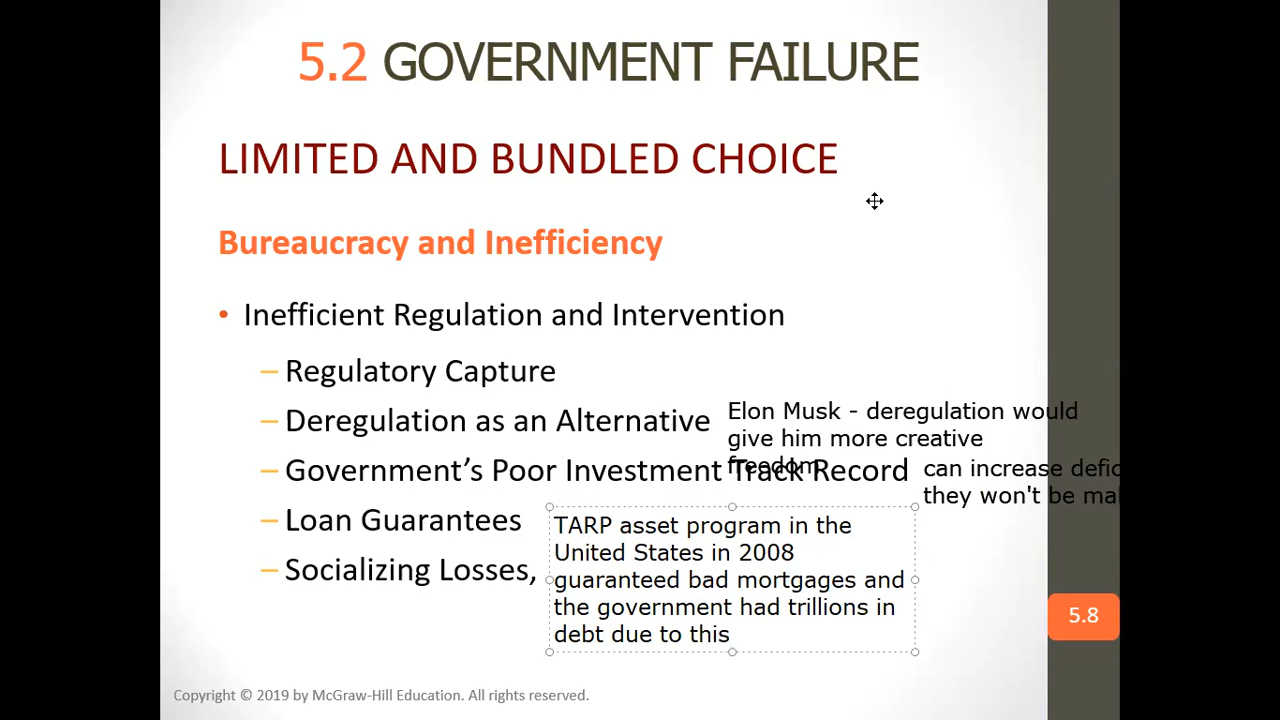 5.2 GOVERNMENT FAILURE
LIMITED AND BUNDLED CHOICE
Bureaucracy and Inefficiency
• Inefficient Regulation and Intervention
– Regulatory Capture
– Deregulation as an Alternative
Elon Musk - deregulation would
give him more creative
freedom
– Government's Poor Investment Track Record
can increase defic
they won't be ma
– Loan Guarantees
– Socializing Losses,
TARP asset program in the
United States in 2008
guaranteed bad mortgages and
the government had trillions in
debt due to this
5.8
Copyright © 2019 by McGraw-Hill Education. All rights reserved.